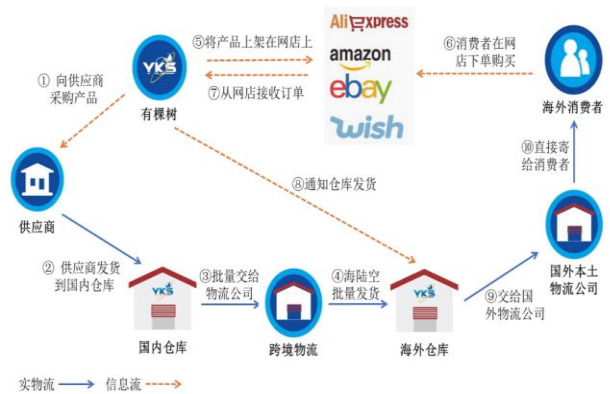 ⑤将产品上架在网店上
AliExpress
amazon
ebay
wish
⑥消费者在网
店下单购买
YKS
① 向供应商
采购产品
⑦从网店接收订单
有棵树
海外消费者
⑩直接寄
给消费者
⑧通知仓库发货
供应商
② 供应商发货
到国内仓库
YKS
③批量交给
物流公司
④海陆空
批量发货
YKS
国外本土
物流公司
⑨交给国
外物流公司
国内仓库
跨境物流
海外仓库
实物流
信息流